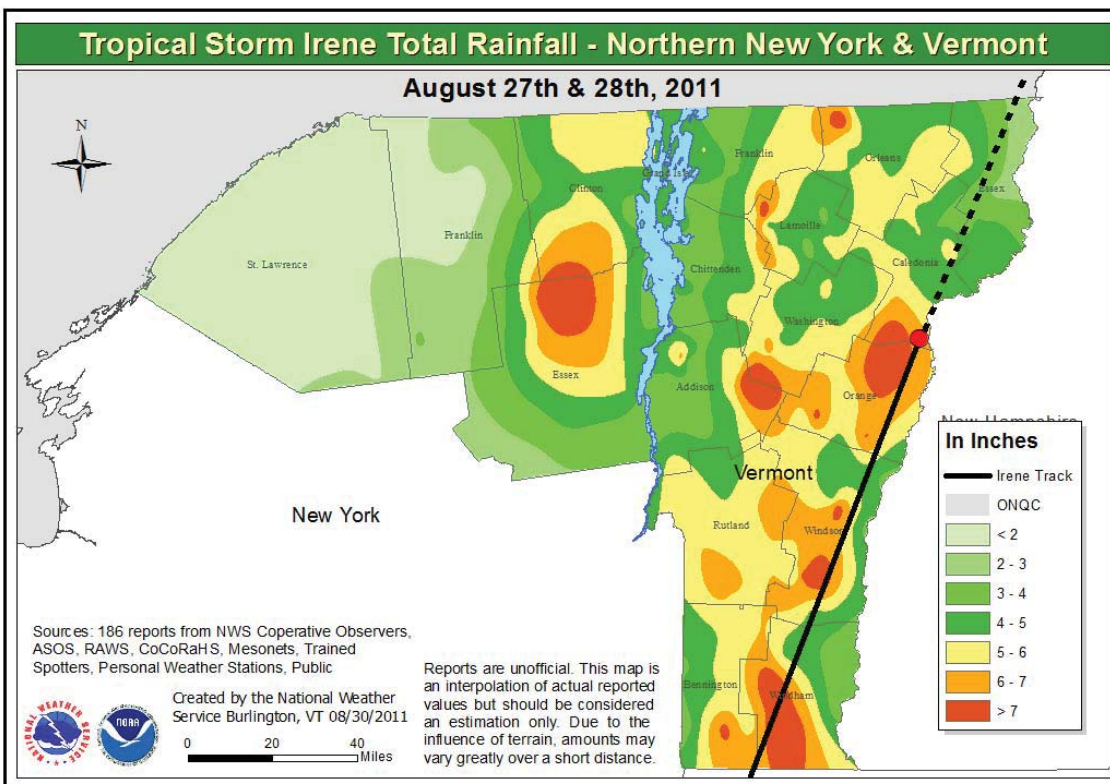 Tropical Storm Irene Total Rainfall - Northern New York & Vermont
August 27th & 28th, 2011
N
Franklin
Orleans
Grand Isle
Clinton
Essex
Lamoille
Franklin
St. Lawrence
Caledonia
Chittenden
Washington
Essex
Addison
Orange
New Hampshire
Vermont
New York
Rutland
Windsor
Bennington
Windham
In Inches
Irene Track
ONQC
< 2
2 - 3
3 - 4
4 - 5
5 - 6
6 - 7
> 7
Sources: 186 reports from NWS Coperative Observers,
ASOS, RAWS, CoCoRaHS, Mesonets, Trained
Spotters, Personal Weather Stations, Public
Created by the National Weather
Service Burlington, VT 08/30/2011
0 20 40
Miles
Reports are unofficial. This map is
an interpolation of actual reported
values but should be considered
an estimation only. Due to the
influence of terrain, amounts may
vary greatly over a short distance.
NATIONAL WEATHER SERVICE
NOAA